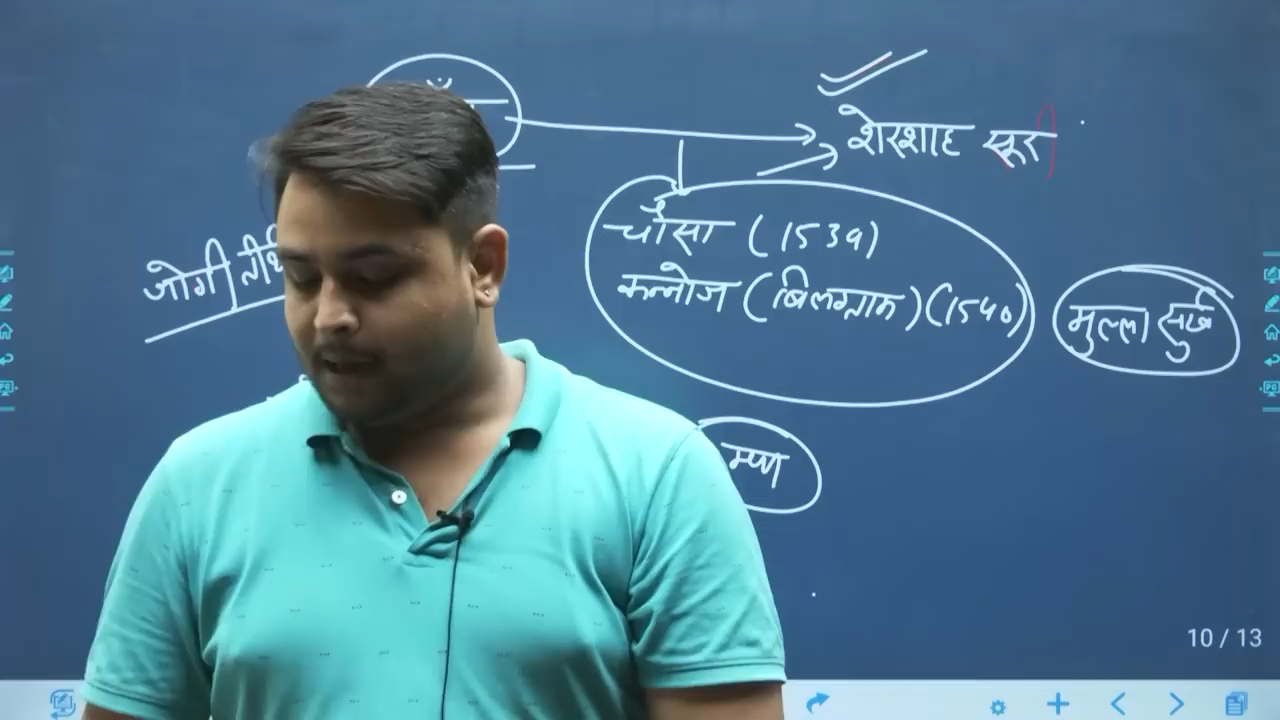 शेरशाह सूरी
चौसा (1539)
कन्नोज (बिलग्राम) (1540)
जोगी
मुल्ला सुर्ख
10 / 13